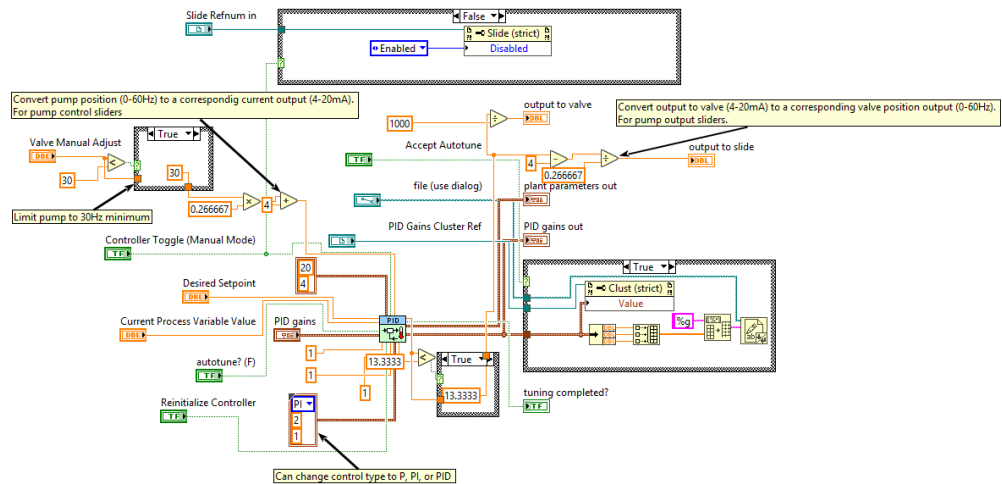 Slide Refnum in
False
Slide (strict)
Enabled
Disabled
Convert pump position (0-60Hz) to a correspondig current output (4-20mA).
For pump control sliders
output to valve
1000
DBL
Convert output to valve (4-20mA) to a corresponding valve position output (0-60Hz).
For pump output sliders.
True
Valve Manual Adjust
DBL
30
30
Accept Autotune
TF
4
0.266667
output to slide
DBL
0.266667
4
file (use dialog)
plant parameters out
Limit pump to 30Hz minimum
PID Gains Cluster Ref
PID gains out
Controller Toggle (Manual Mode)
TF
20
4
True
Clust (strict)
Value
Desired Setpoint
DBL
Current Process Variable Value
DBL
PID gains
PID
%g
1
13.3333
True
autotune? (F)
TF
1
1
13.3333
tuning completed?
TF
Reinitialize Controller
TF
PI
2
1
Can change control type to P, PI, or PID